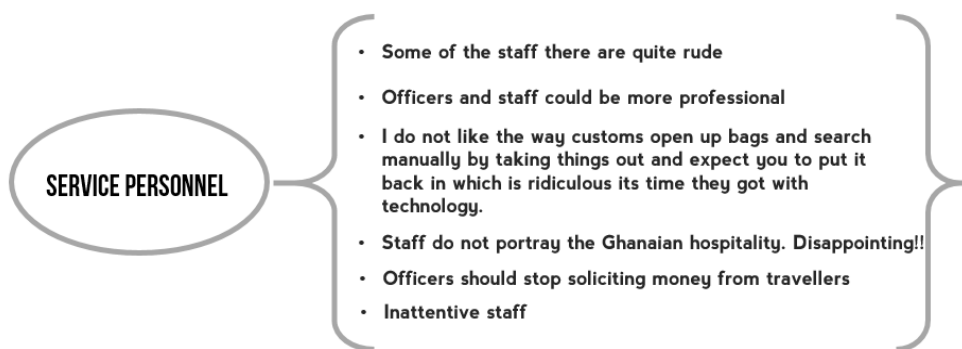 SERVICE PERSONNEL
• Some of the staff there are quite rude
• Officers and staff could be more professional
• I do not like the way customs open up bags and search
manually by taking things out and expect you to put it
back in which is ridiculous its time they got with
technology.
• Staff do not portray the Ghanaian hospitality. Disappointing!!
• Officers should stop soliciting money from travellers
• Inattentive staff